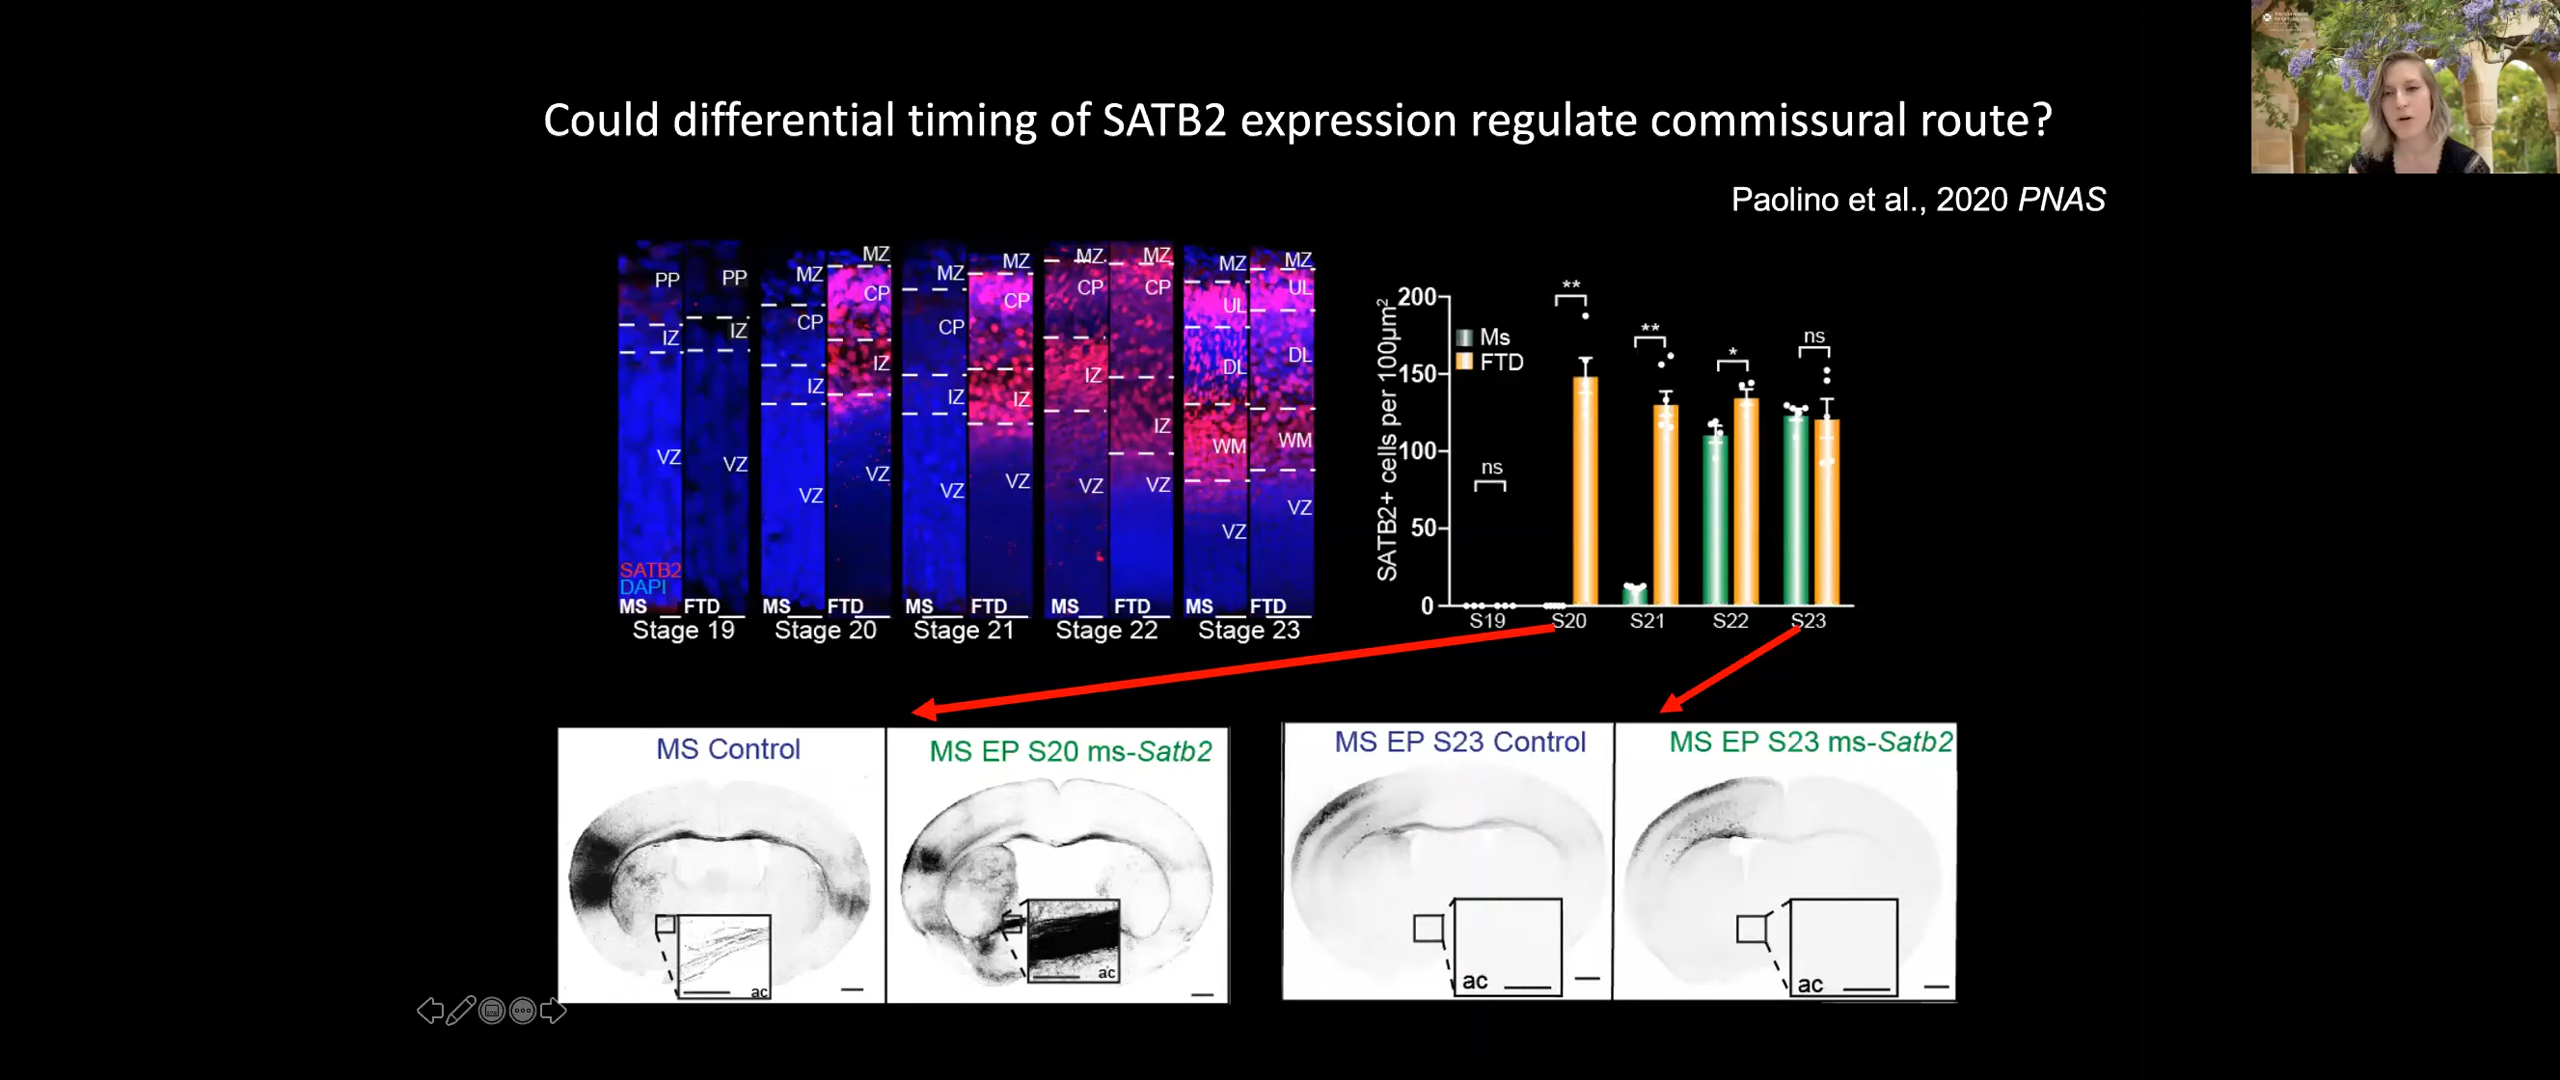 Could differential timing of SATB2 expression regulate commissural route?
Paolino et al., 2020 PNAS
PP
IZ
VZ
SATB2
DAPI
MS
PP
IZ
VZ
FTD
Stage 19
MZ
CP
IZ
VZ
MS
MZ
CP
IZ
VZ
FTD
Stage 20
MZ
CP
IZ
VZ
MS
MZ
CP
IZ
VZ
FTD
Stage 21
MZ
CP
IZ
VZ
MS
MZ
CP
IZ
VZ
FTD
Stage 22
MZ
UL
DL
WM
VZ
MS
MZ
UL
DL
WM
VZ
FTD
Stage 23
SATB2+ cells per 100µm²
200
150
100
50
0
Ms
FTD
ns
**
**
*
ns
S19
S20
S21
S22
S23
MS Control
ac
MS EP S20 ms-Satb2
ac
MS EP S23 Control
ac
MS EP S23 ms-Satb2
ac